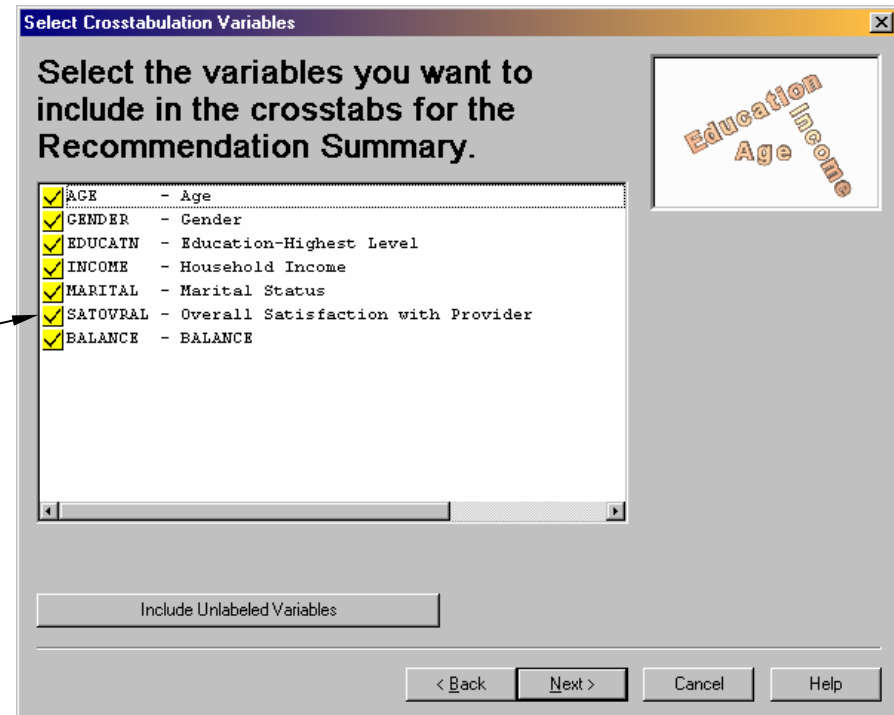 Select Crosstabulation Variables
Select the variables you want to
include in the crosstabs for the
Recommendation Summary.
Education
Income
Age
AGE - Age
GENDER - Gender
EDUCATN - Education-Highest Level
INCOME - Household Income
MARITAL - Marital Status
SATOVRAL - Overall Satisfaction with Provider
BALANCE - BALANCE
Include Unlabeled Variables
< Back Next > Cancel Help